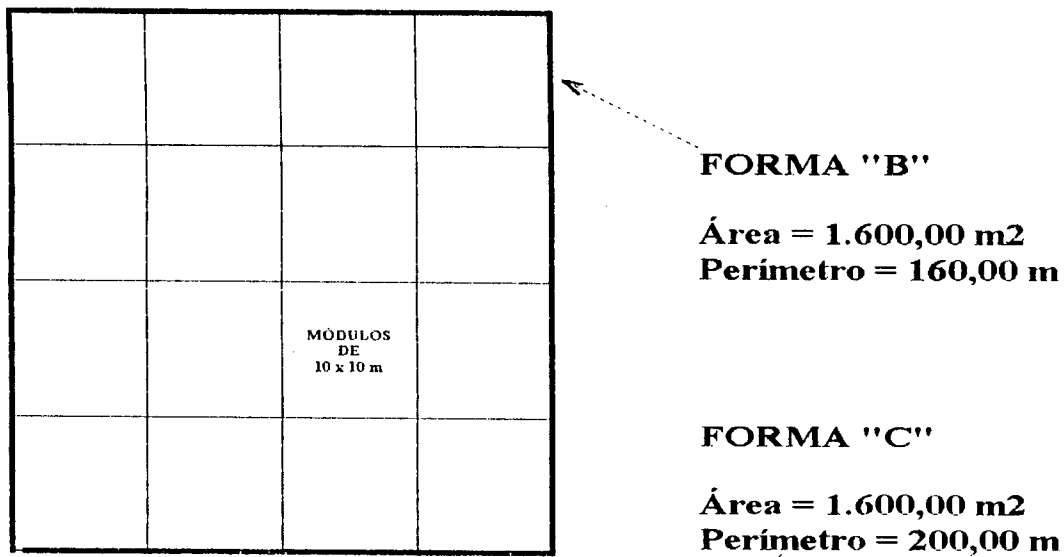 FORMA "B"
Área = 1.600,00 m2
Perímetro = 160,00 m
MÓDULOS
DE
10 x 10 m
FORMA "C"
Área = 1.600,00 m2
Perímetro = 200,00 m